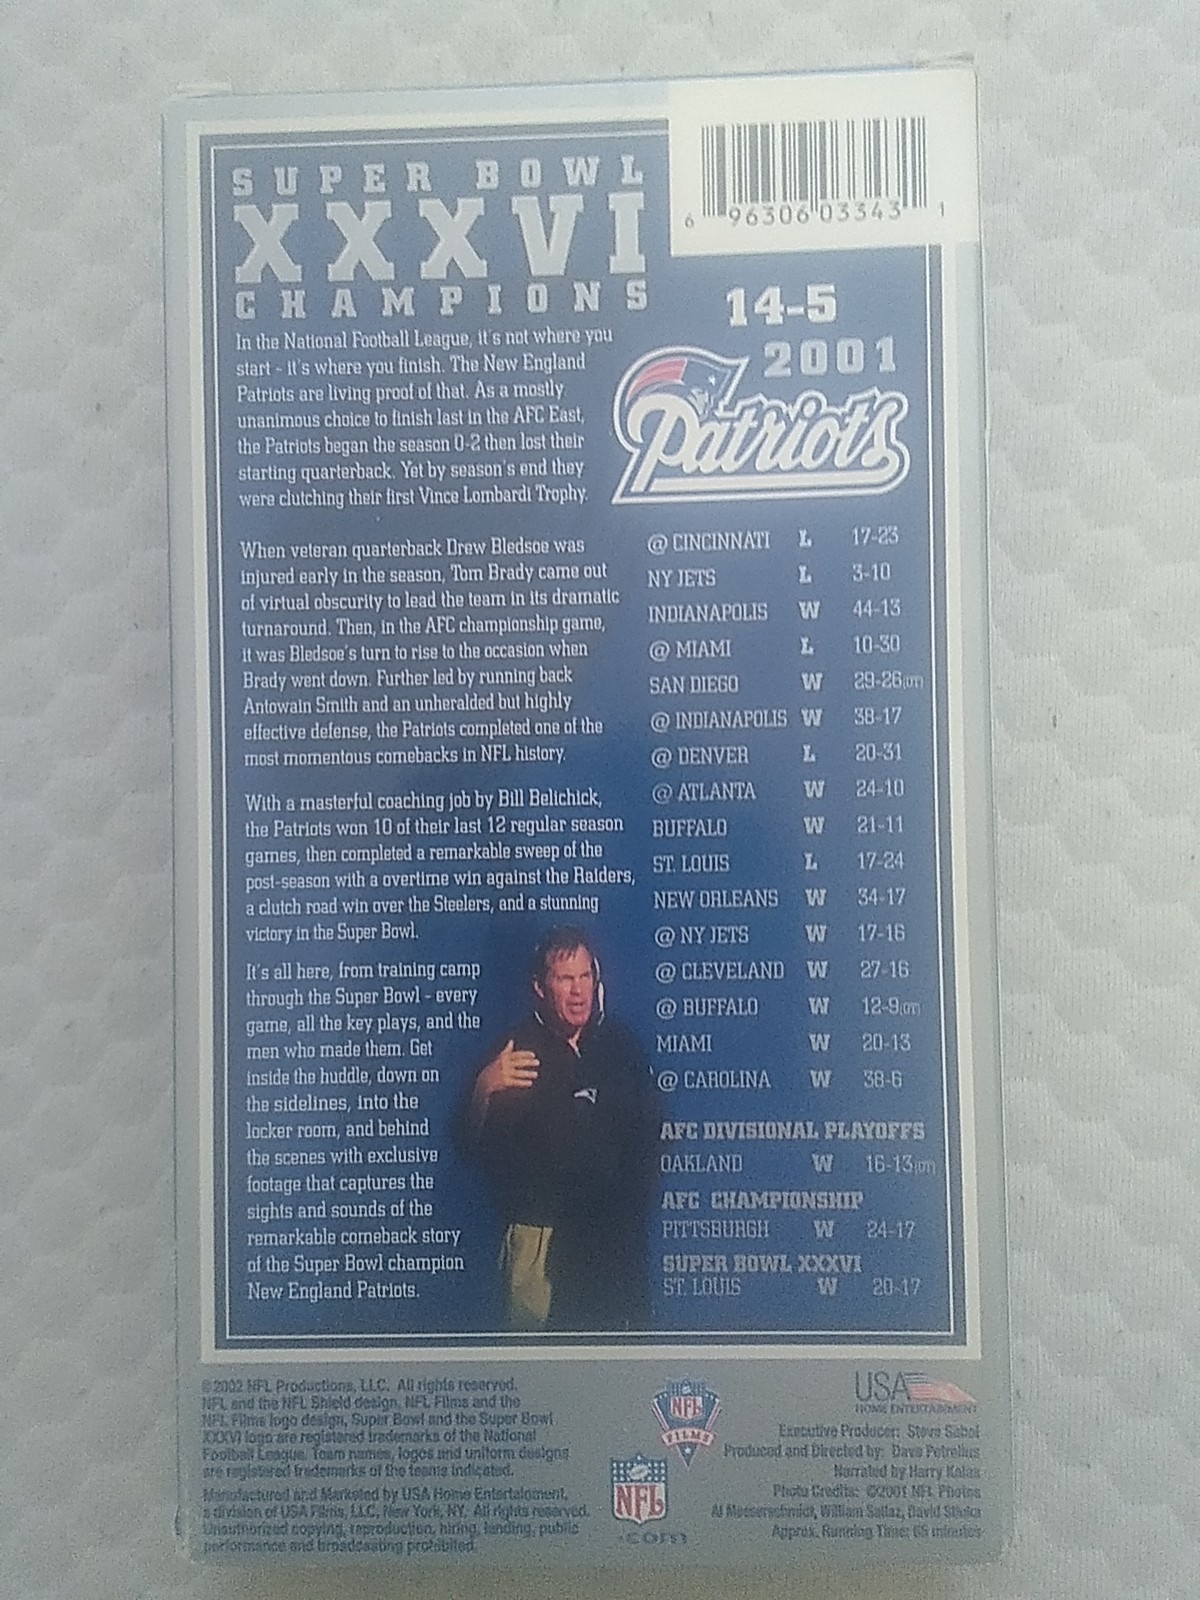 SUPER BOWL
XXXVI
CHAMPIONS
In the National Football League, it's not where you
start - it's where you finish. The New England
Patriots are living proof of that. As a mostly
unanimous choice to finish last in the AFC East,
the Patriots began the season 0-2 then lost their
starting quarterback. Yet by season's end they
were clutching their first Vince Lombardi Trophy.
When veteran quarterback Drew Bledsoe was
injured early in the season, Tom Brady came out
of virtual obscurity to lead the team in its dramatic
turnaround. Then, in the AFC championship game,
it was Bledsoe's turn to rise to the occasion when
Brady went down. Further led by running back
Antowain Smith and an unheralded but highly
effective defense, the Patriots completed one of the
most momentous comebacks in NFL history.
With a masterful coaching job by Bill Belichick,
the Patriots won 10 of their last 12 regular season
games, then completed a remarkable sweep of the
post-season with a overtime win against the Raiders,
a clutch road win over the Steelers, and a stunning
victory in the Super Bowl.
It's all here, from training camp
through the Super Bowl - every
game, all the key plays, and the
men who made them. Get
inside the huddle, down on
the sidelines, into the
locker room, and behind
the scenes with exclusive
footage that captures the
sights and sounds of the
remarkable comeback story
of the Super Bowl champion
New England Patriots.
6 96306 03343 1
14-5
2001
Patriots
@ CINCINNATI L 17-23
NY JETS L 3-10
INDIANAPOLIS W 44-13
@ MIAMI L 10-30
SAN DIEGO W 29-26(OT)
@ INDIANAPOLIS W 38-17
@ DENVER L 20-31
@ ATLANTA W 24-10
BUFFALO W 21-11
ST. LOUIS L 17-24
NEW ORLEANS W 34-17
@ NY JETS W 17-16
@ CLEVELAND W 27-16
@ BUFFALO W 12-9(OT)
MIAMI W 20-13
@ CAROLINA W 38-6
AFC DIVISIONAL PLAYOFFS
OAKLAND W 16-13(OT)
AFC CHAMPIONSHIP
PITTSBURGH W 24-17
SUPER BOWL XXXVI
ST. LOUIS W 20-17
©2002 NFL Productions, LLC. All rights reserved.
NFL and the NFL Shield design, NFL Films and the
NFL Films logo design, Super Bowl and the Super Bowl
XXXVI logo are registered trademarks of the National
Football League. Team names, logos and uniform designs
are registered trademarks of the teams indicated.
Manufactured and Marketed by USA Home Entertainment,
a division of USA Films, LLC, New York, NY. All rights reserved.
Unauthorized copying, reproduction, hiring, lending, public
performance and broadcasting prohibited.
NFL
FILMS
NFL
.com
USA
HOME ENTERTAINMENT
Executive Producer: Steve Sabol
Produced and Directed by: Dave Petrelius
Narrated by Harry Kalas
Photo Credits: ©2001 NFL Photos
Al Messerschmidt, William Sallaz, David
Approx. Running Time: minutes